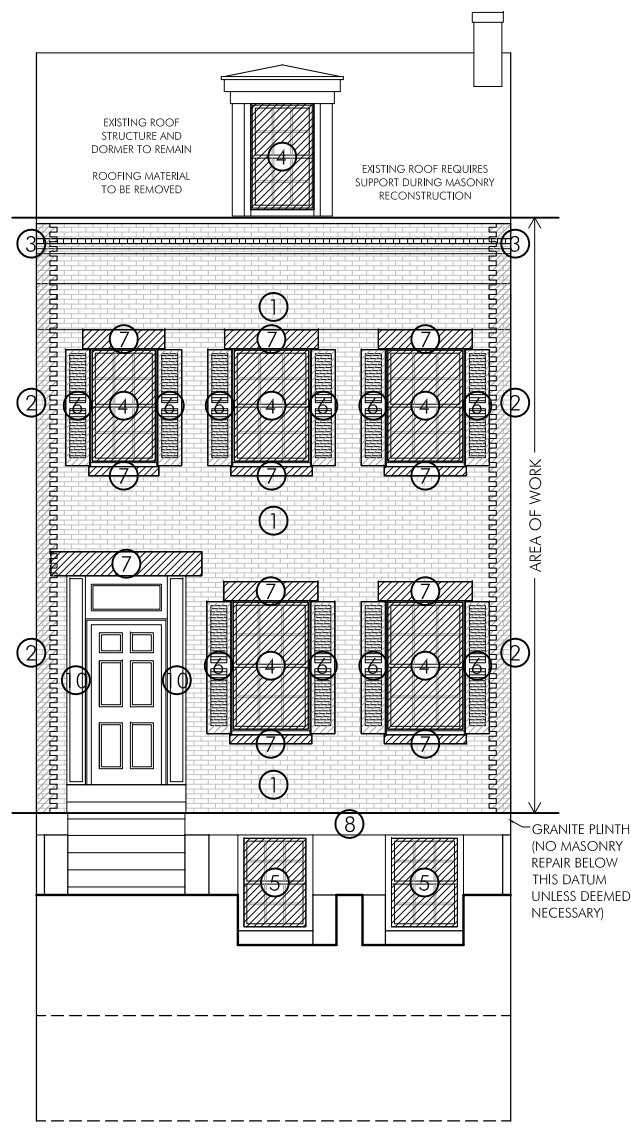 EXISTING ROOF
STRUCTURE AND
DORMER TO REMAIN
ROOFING MATERIAL
TO BE REMOVED
4
EXISTING ROOF REQUIRES
SUPPORT DURING MASONRY
RECONSTRUCTION
3
3
1
7
7
7
2
6
4
6
6
4
6
6
4
6
2
7
7
7
AREA OF WORK
1
7
7
7
2
10
10
6
4
6
6
4
6
2
7
7
1
8
GRANITE PLINTH
(NO MASONRY
REPAIR BELOW
THIS DATUM
UNLESS DEEMED
NECESSARY)
5
5